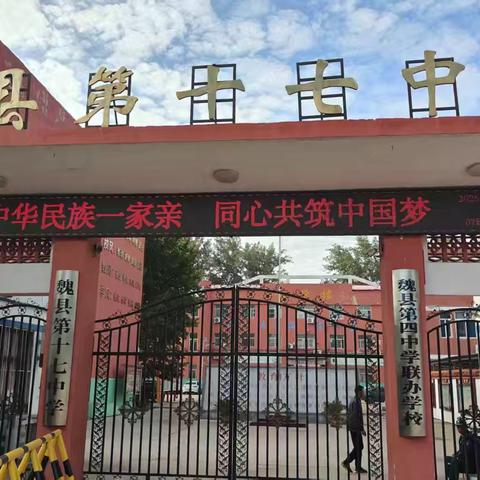 县第十七中
中华民族一家亲 同心共筑中国梦
魏县第十七中学
魏县第四中学联办学校